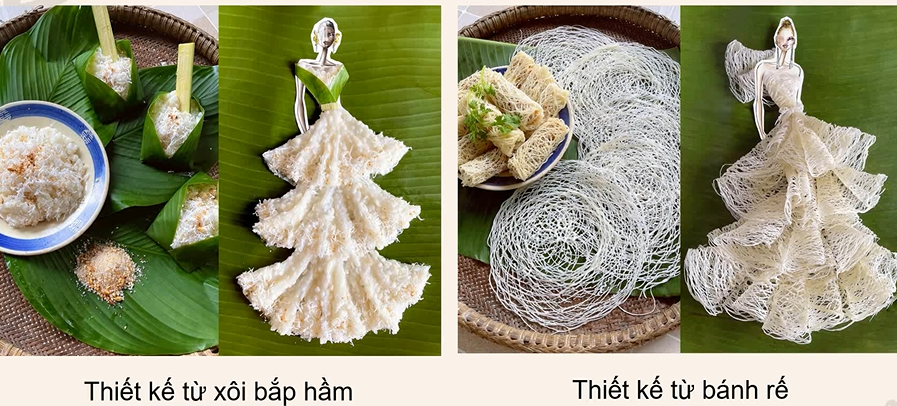 Thiết kế từ xôi bắp hầm
Thiết kế từ bánh rế